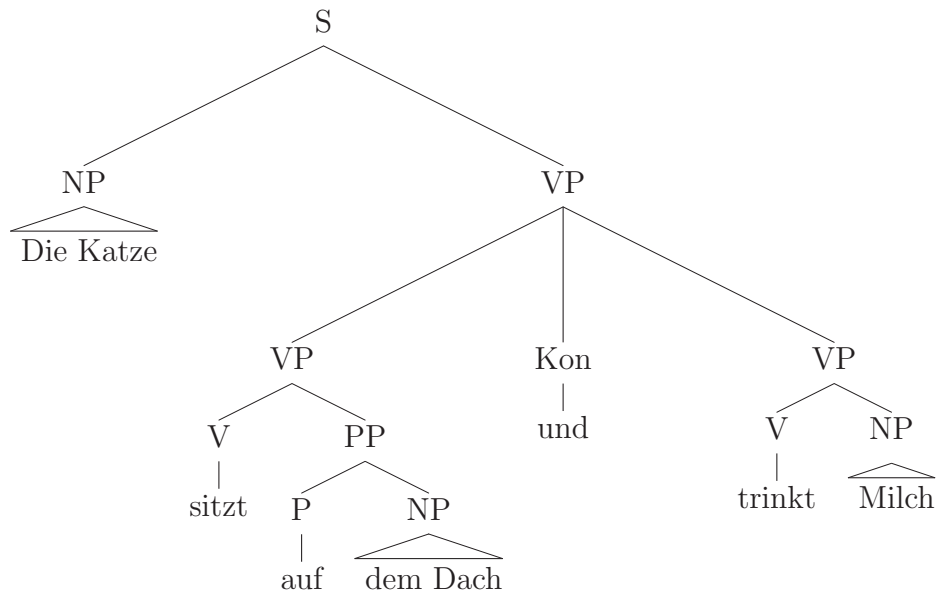 S
NP VP
Die Katze
VP Kon VP
V PP und V NP
sitzt P NP trinkt Milch
auf dem Dach